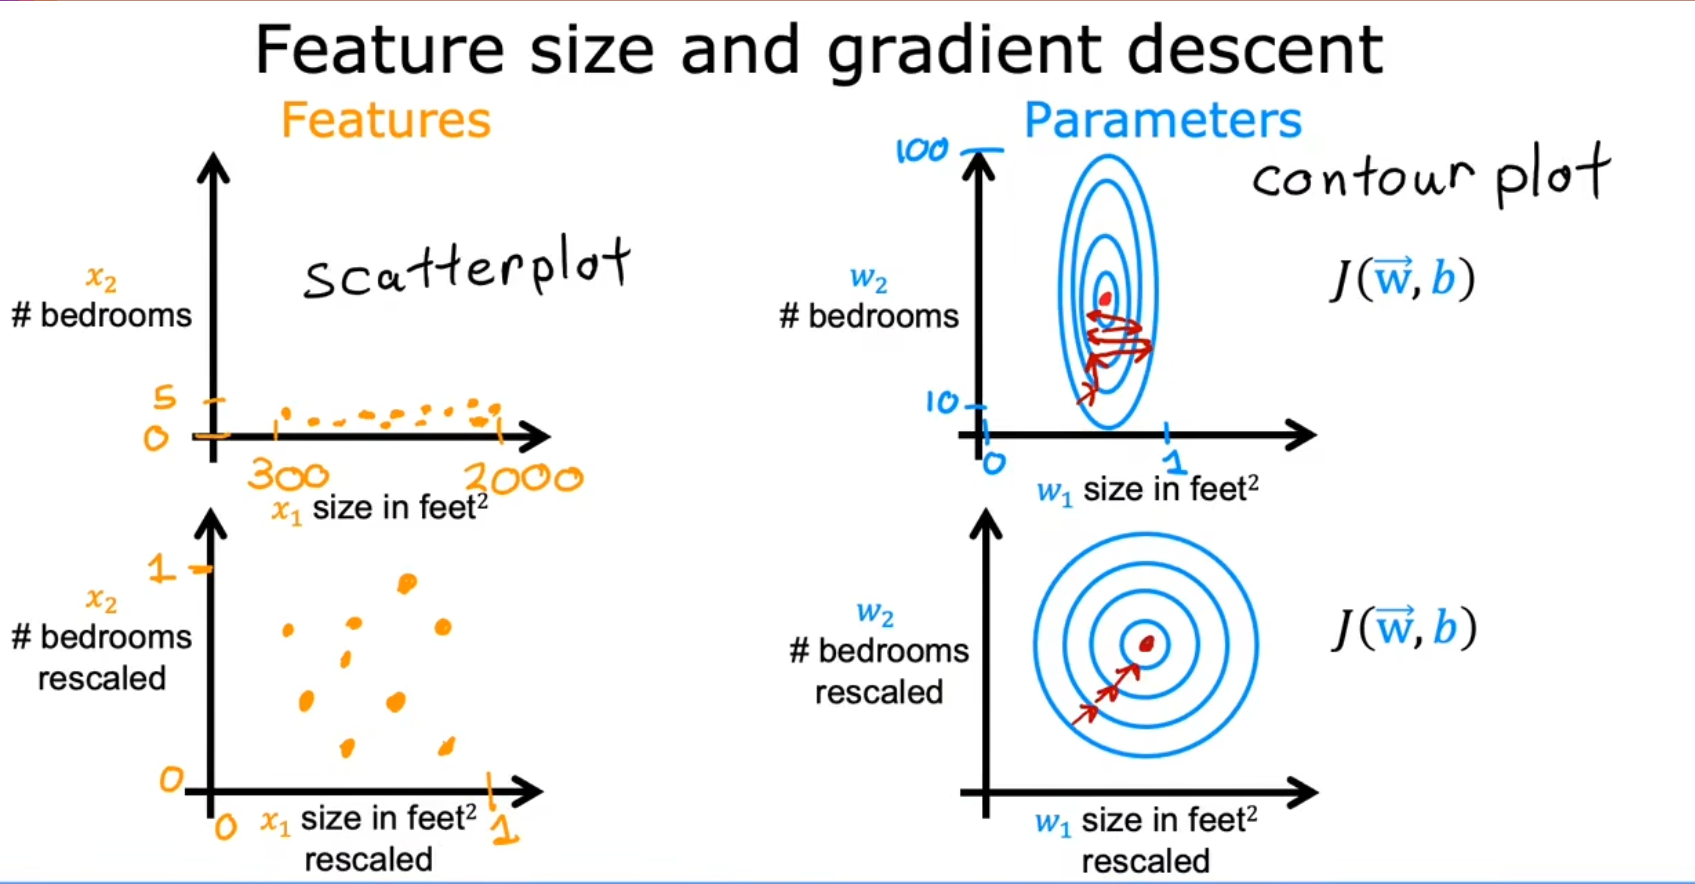 Feature size and gradient descent
Features
scatterplot
x₂
# bedrooms
5
0
300
2000
x₁ size in feet²
Parameters
contour plot
100
w₂
# bedrooms
J(w⃗, b)
10
0
1
w₁ size in feet²
1
x₂
# bedrooms
rescaled
0
0
x₁ size in feet²
rescaled
1
w₂
# bedrooms
rescaled
J(w⃗, b)
w₁ size in feet²
rescaled